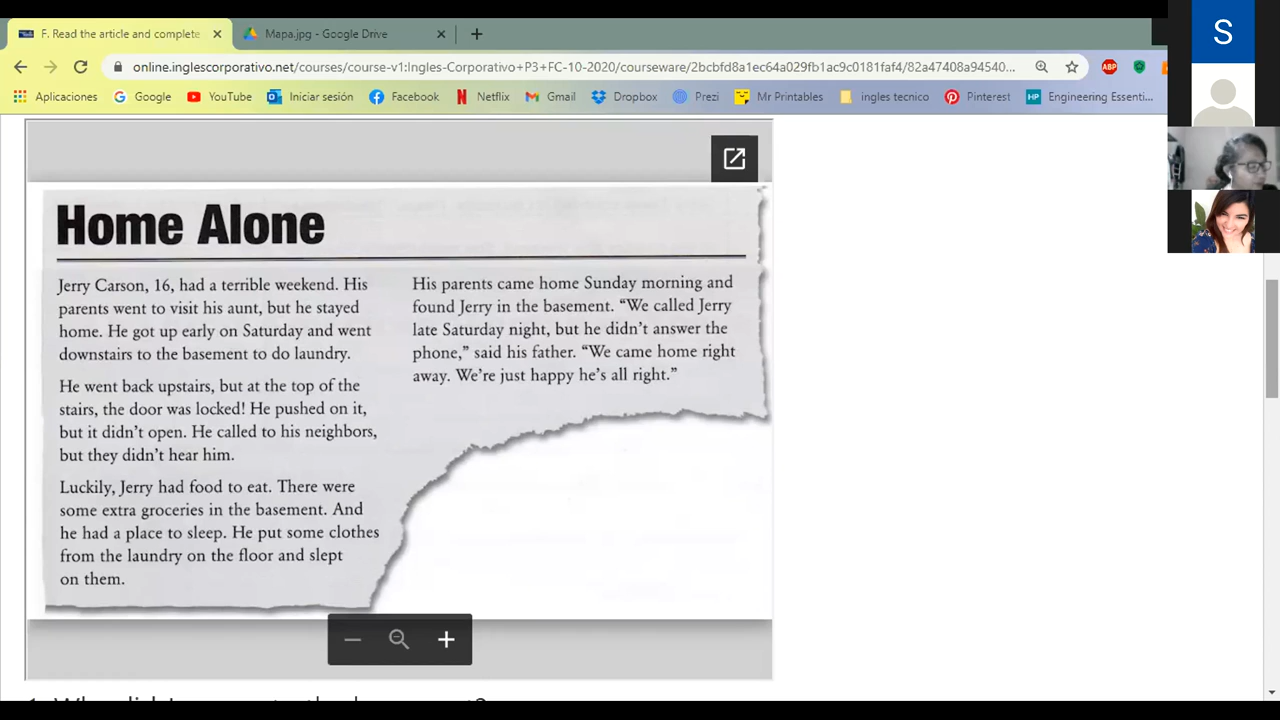 F. Read the article and complete
Mapa.jpg - Google Drive
online.inglescorporativo.net/courses/course-v1:Ingles-Corporativo+P3+FC-10-2020/courseware/2bcbfd8a1ec64a029fb1ac9c0181faf4/82a47408a94540...
ABP
Aplicaciones
Google
YouTube
Iniciar sesión
Facebook
Netflix
Gmail
Dropbox
Prezi
Mr Printables
ingles tecnico
Pinterest
HP
Engineering Essenti...
S
Home Alone
Jerry Carson, 16, had a terrible weekend. His
parents went to visit his aunt, but he stayed
home. He got up early on Saturday and went
downstairs to the basement to do laundry.
He went back upstairs, but at the top of the
stairs, the door was locked! He pushed on it,
but it didn't open. He called to his neighbors,
but they didn't hear him.
Luckily, Jerry had food to eat. There were
some extra groceries in the basement. And
he had a place to sleep. He put some clothes
from the laundry on the floor and slept
on them.
His parents came home Sunday morning and
found Jerry in the basement. "We called Jerry
late Saturday night, but he didn't answer the
phone," said his father. "We came home right
away. We're just happy he's all right."